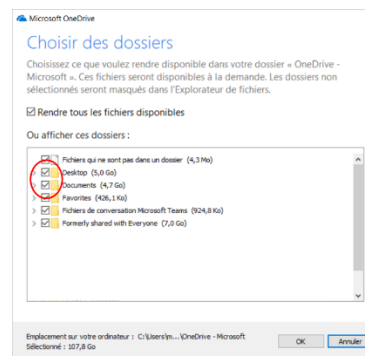 Microsoft OneDrive
Choisir des dossiers
Choisissez ce que voulez rendre disponible dans votre dossier « OneDrive -
Microsoft ». Ces fichiers seront disponibles à la demande. Les dossiers non
sélectionnés seront masqués dans l'Explorateur de fichiers.
Rendre tous les fichiers disponibles
Ou afficher ces dossiers :
Fichiers qui ne sont pas dans un dossier (4,3 Mo)
Desktop (5,0 Go)
Documents (4,7 Go)
Favorites (426,1 Ko)
Fichiers de conversation Microsoft Teams (924,8 Ko)
Formerly shared with Everyone (7,0 Go)
Emplacement sur votre ordinateur : C:\Users\m...\OneDrive - Microsoft
Sélectionné : 107,8 Go
OK Annuler